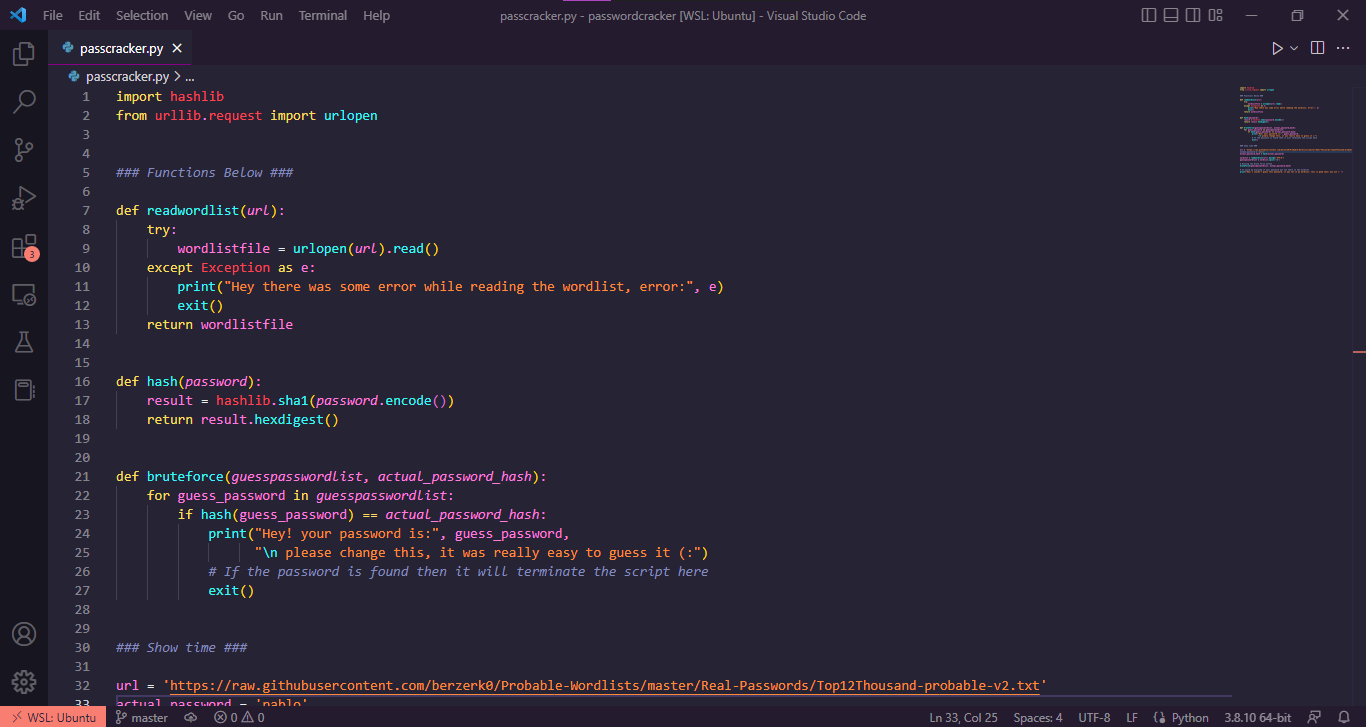 File Edit Selection View Go Run Terminal Help
passcracker.py - passwordcracker [WSL: Ubuntu] - Visual Studio Code
passcracker.py
passcracker.py > ...
1 import hashlib
2 from urllib.request import urlopen
3
4
5 ### Functions Below ###
6
7 def readwordlist(url):
8 try:
9 wordlistfile = urlopen(url).read()
10 except Exception as e:
11 print("Hey there was some error while reading the wordlist, error:", e)
12 exit()
13 return wordlistfile
14
15
16 def hash(password):
17 result = hashlib.sha1(password.encode())
18 return result.hexdigest()
19
20
21 def bruteforce(guesspasswordlist, actual_password_hash):
22 for guess_password in guesspasswordlist:
23 if hash(guess_password) == actual_password_hash:
24 print("Hey! your password is:", guess_password,
25 "\n please change this, it was really easy to guess it (:")
26 # If the password is found then it will terminate the script here
27 exit()
28
29
30 ### Show time ###
31
32 url = 'https://raw.githubusercontent.com/berzerk0/Probable-Wordlists/master/Real-Passwords/Top12Thousand-probable-v2.txt'
33 actual_password = 'pablo'
3
WSL: Ubuntu master 0 0 Ln 33, Col 25 Spaces: 4 UTF-8 LF Python 3.8.10 64-bit